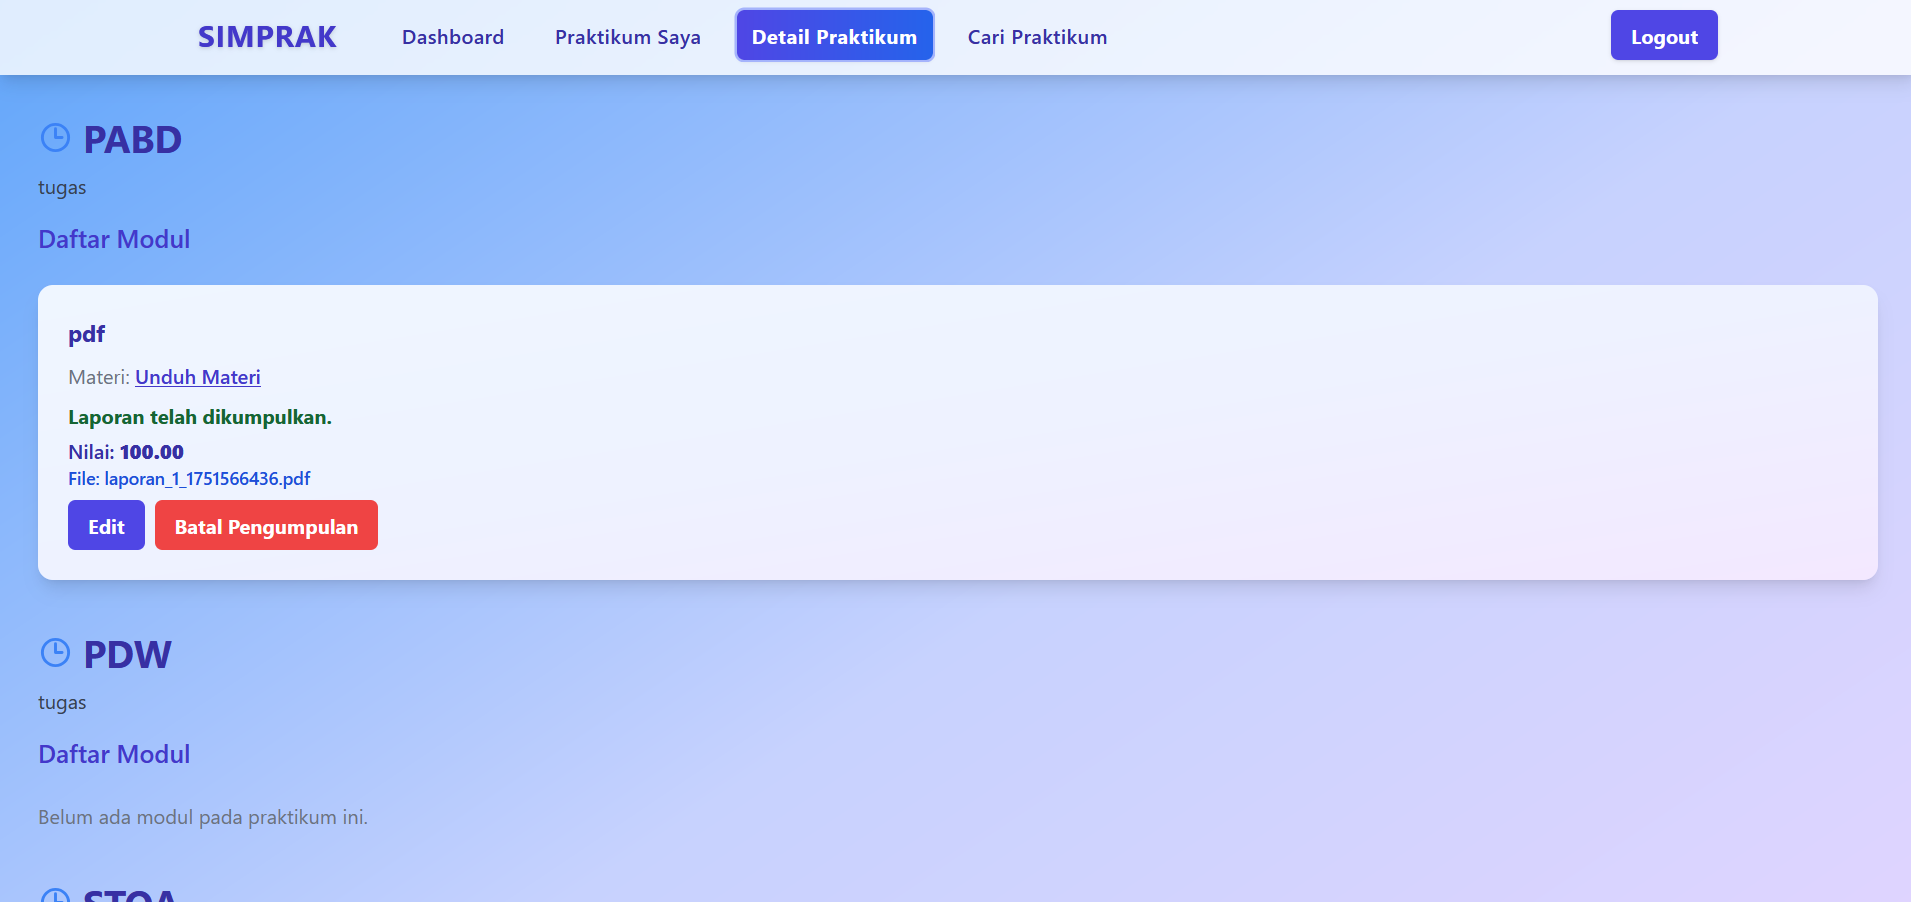 SIMPRAK
Dashboard
Praktikum Saya
Detail Praktikum
Cari Praktikum
Logout
PABD
tugas
Daftar Modul
pdf
Materi: Unduh Materi
Laporan telah dikumpulkan.
Nilai: 100.00
File: laporan_1_1751566436.pdf
Edit
Batal Pengumpulan
PDW
tugas
Daftar Modul
Belum ada modul pada praktikum ini.